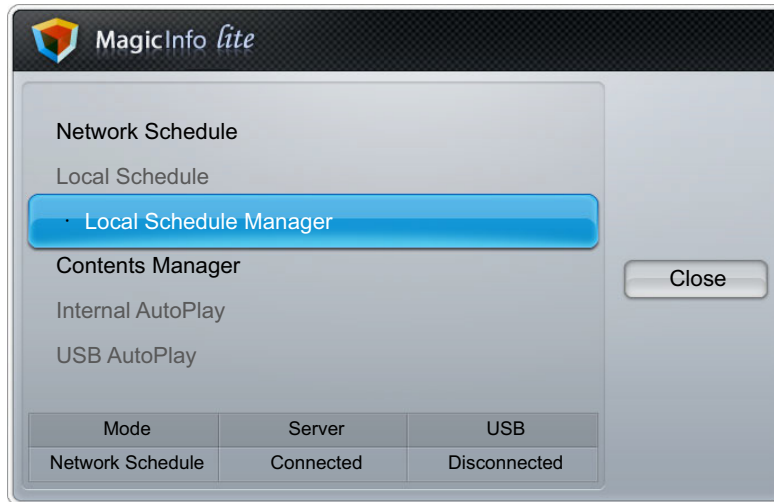 MagicInfo lite
Network Schedule
Local Schedule
· Local Schedule Manager
Contents Manager
Close
Internal AutoPlay
USB AutoPlay
Mode Server USB
Network Schedule Connected Disconnected